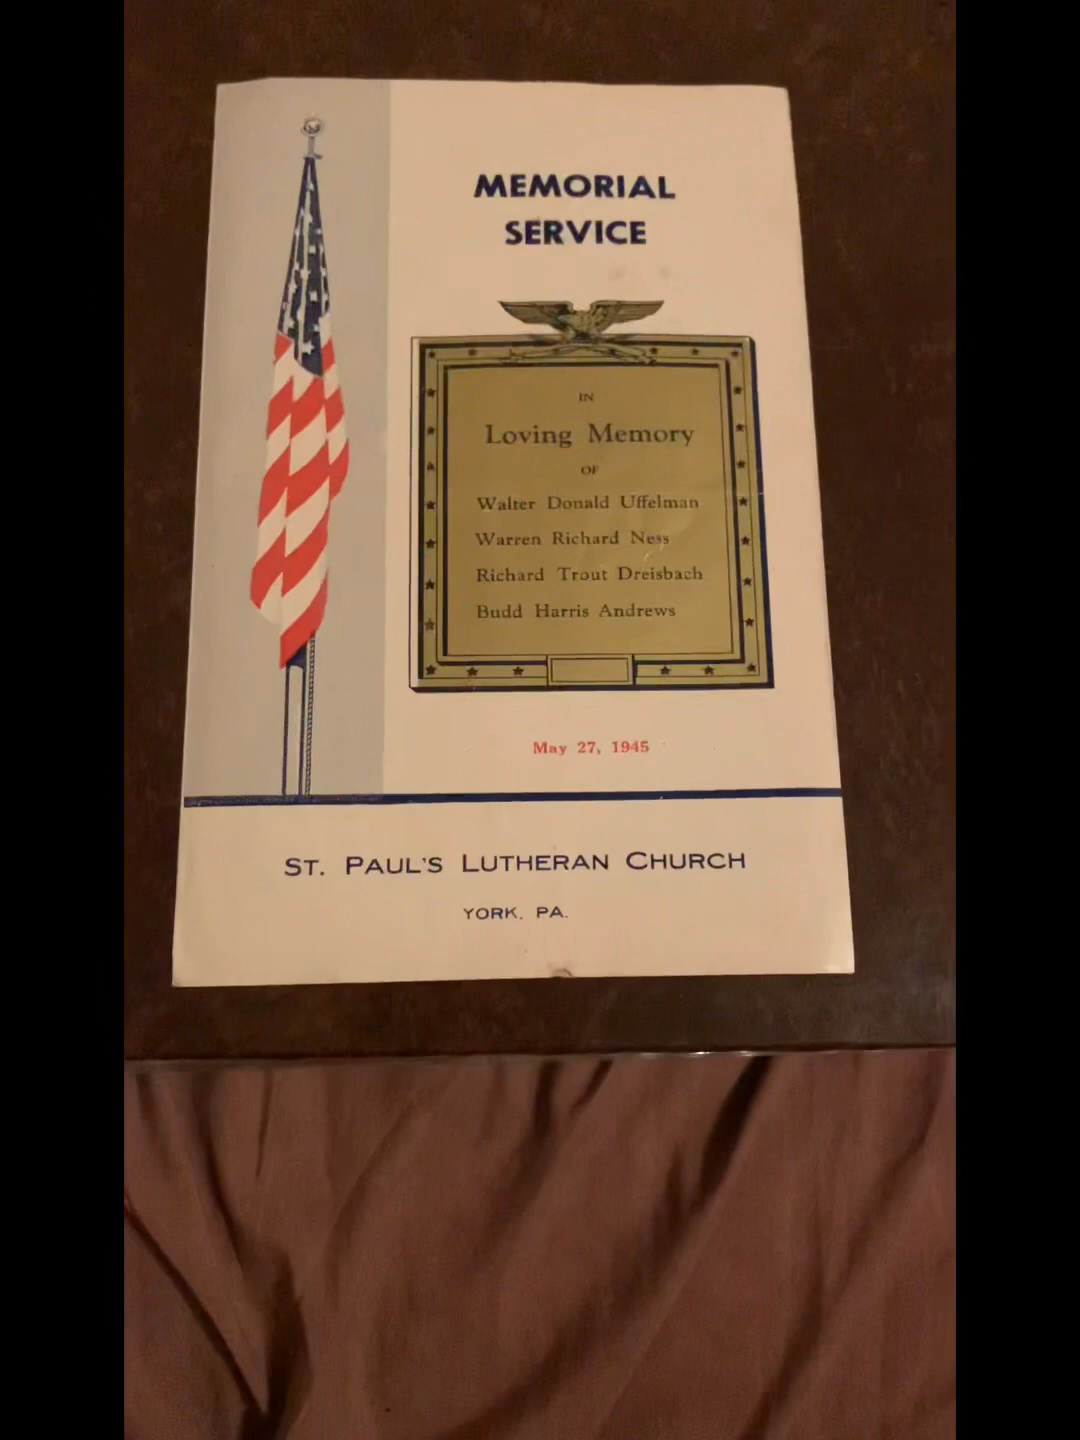 MEMORIAL
SERVICE
IN
Loving Memory
OF
Walter Donald Uffelman
Warren Richard Ness
Richard Trout Dreisbach
Budd Harris Andrews
May 27, 1945
ST. PAUL'S LUTHERAN CHURCH
YORK, PA.